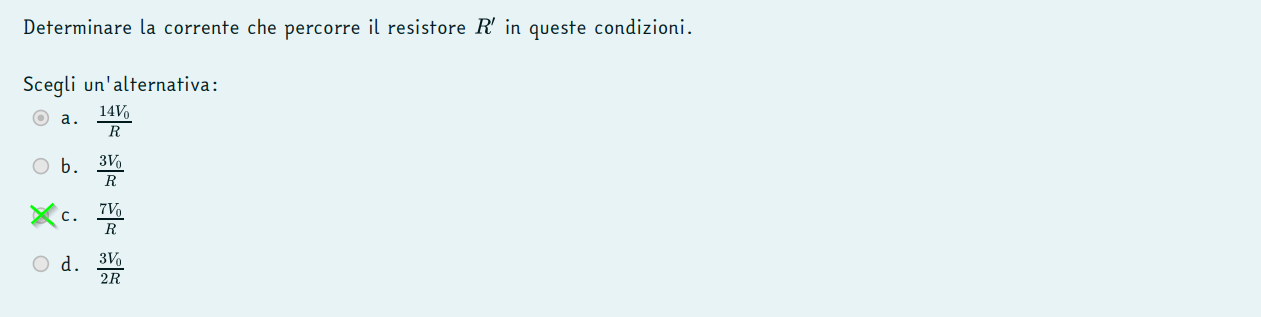 Determinare la corrente che percorre il resistore R′ in queste condizioni.
Scegli un'alternativa:
a. 14V₀/R
b. 3V₀/R
c. 7V₀/R
d. 3V₀/2R